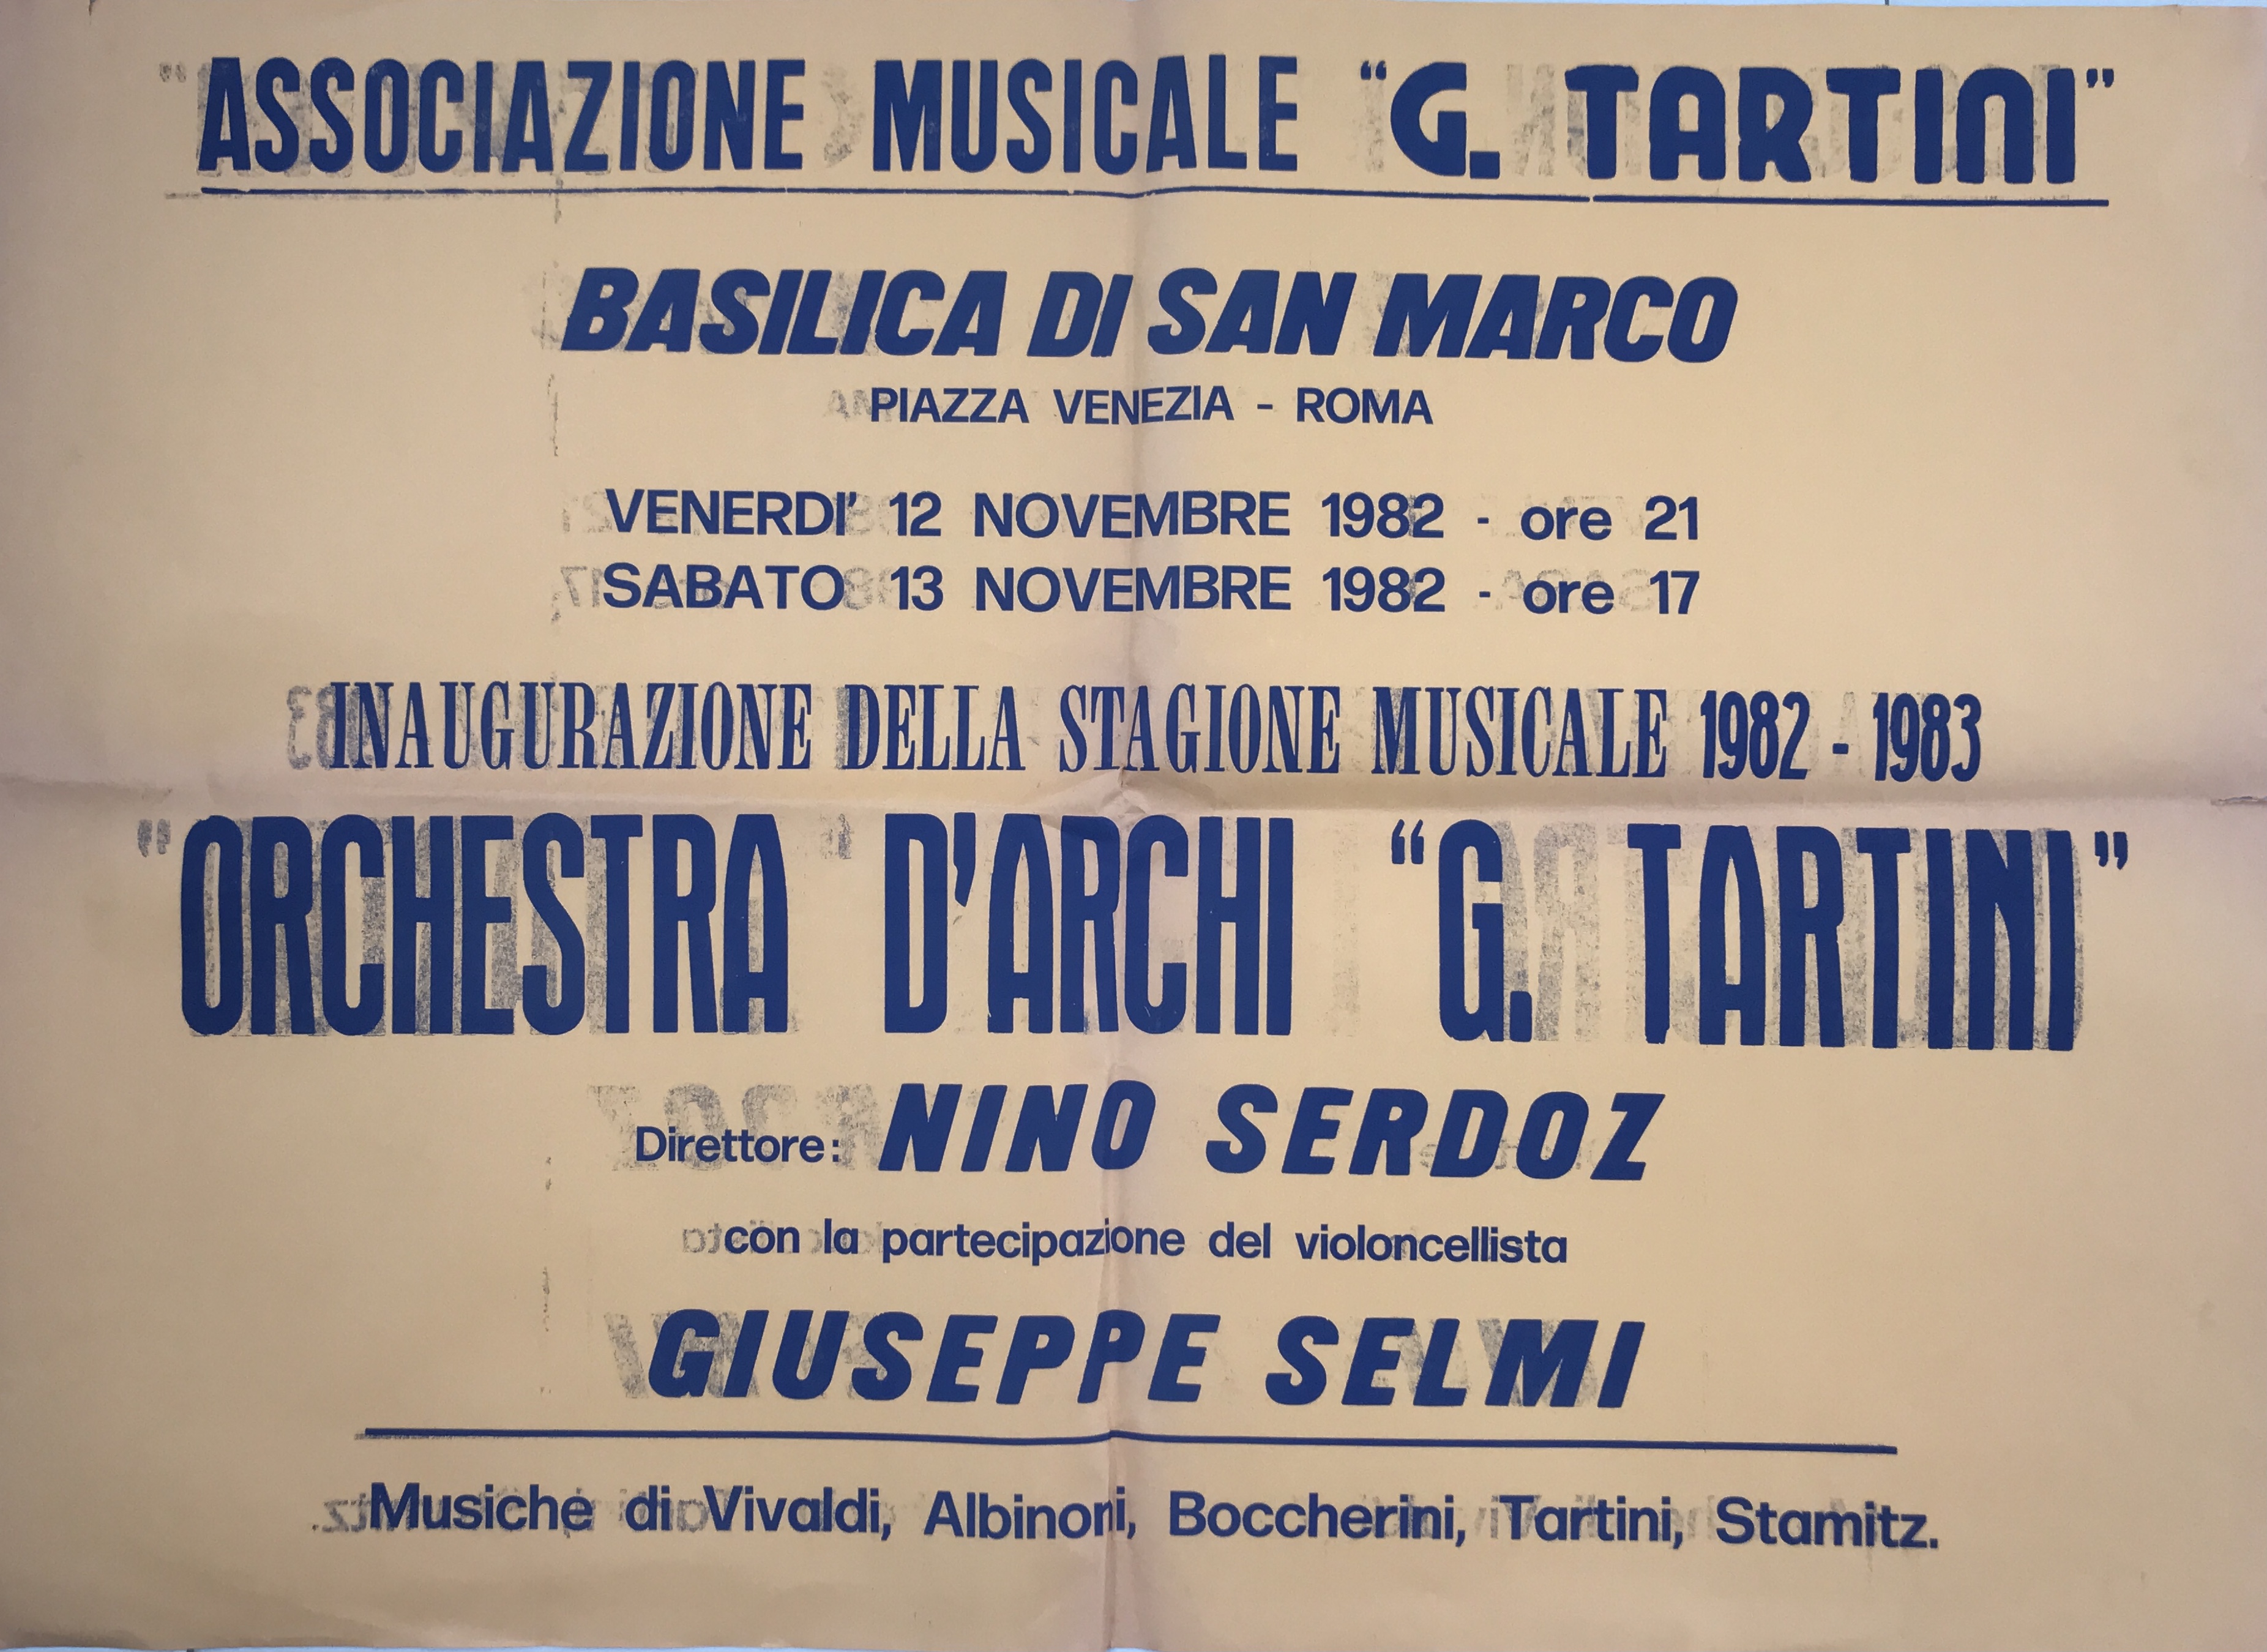 ASSOCIAZIONE MUSICALE “G. TARTINI”
BASILICA DI SAN MARCO
PIAZZA VENEZIA - ROMA
VENERDI’ 12 NOVEMBRE 1982 - ore 21
SABATO 13 NOVEMBRE 1982 - ore 17
INAUGURAZIONE DELLA STAGIONE MUSICALE 1982 - 1983
ORCHESTRA D’ARCHI “G. TARTINI”
Direttore: NINO SERDOZ
con la partecipazione del violoncellista
GIUSEPPE SELMI
Musiche di Vivaldi, Albinoni, Boccherini, Tartini, Stamitz.